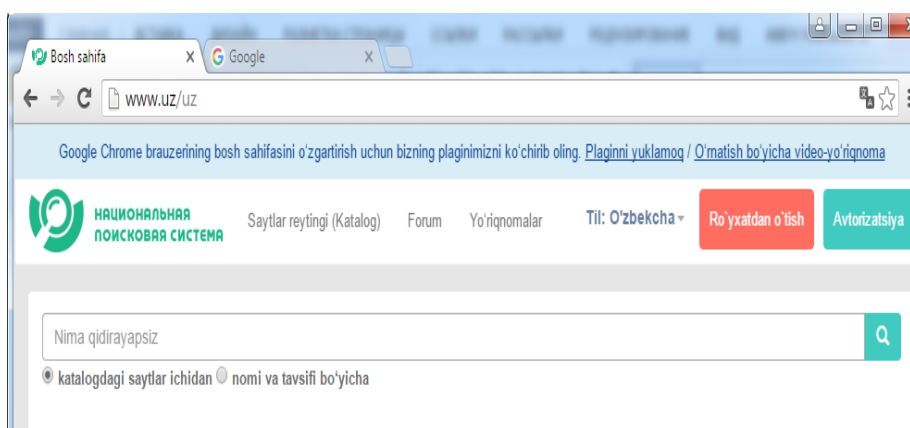 Bosh sahifa
Google
www.uz/uz
Google Chrome brauzerining bosh sahifasini o'zgartirish uchun bizning plaginimizni ko'chirib oling. Plaginni yuklamoq / O'rnatish bo'yicha video-yo'riqnoma
НАЦИОНАЛЬНАЯ
ПОИСКОВАЯ СИСТЕМА
Saytlar reytingi (Katalog)
Forum
Yo'riqnomalar
Til: O'zbekcha
Ro`yxatdan o`tish
Avtorizatsiya
Nima qidirayapsiz
katalogdagi saytlar ichidan
nomi va tavsifi bo'yicha